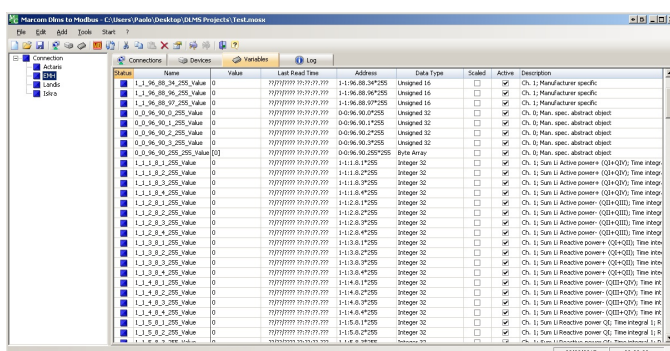 Marcom Dlms to Modbus - C:\Users\Paolo\Desktop\DLMS Projects\Test.mosx
File Edit Add Tools Start ?
Connection
Actaris
EMH
Landis
Iskra
Connections Devices Variables Log
Status Name Value Last Read Time Address Data Type Scaled Active Description
1_1_96_88_34_255_Value 0 ??/??/???? ??:??:??.??? 1-1:96.88.34*255 Unsigned 16 Ch. 1; Manufacturer specific
1_1_96_88_96_255_Value 0 ??/??/???? ??:??:??.??? 1-1:96.88.96*255 Unsigned 16 Ch. 1; Manufacturer specific
1_1_96_88_97_255_Value 0 ??/??/???? ??:??:??.??? 1-1:96.88.97*255 Unsigned 16 Ch. 1; Manufacturer specific
0_0_96_90_0_255_Value 0 ??/??/???? ??:??:??.??? 0-0:96.90.0*255 Unsigned 32 Ch. 0; Man. spec. abstract object
0_0_96_90_1_255_Value 0 ??/??/???? ??:??:??.??? 0-0:96.90.1*255 Unsigned 32 Ch. 0; Man. spec. abstract object
0_0_96_90_2_255_Value 0 ??/??/???? ??:??:??.??? 0-0:96.90.2*255 Unsigned 32 Ch. 0; Man. spec. abstract object
0_0_96_90_3_255_Value 0 ??/??/???? ??:??:??.??? 0-0:96.90.3*255 Unsigned 32 Ch. 0; Man. spec. abstract object
0_0_96_90_255_255_Value [0] ??/??/???? ??:??:??.??? 0-0:96.90.255*255 Byte Array Ch. 0; Man. spec. abstract object
1_1_1_8_1_255_Value 0 ??/??/???? ??:??:??.??? 1-1:1.8.1*255 Integer 32 Ch. 1; Sum Li Active power+ (QI+QIV); Time integr
1_1_1_8_2_255_Value 0 ??/??/???? ??:??:??.??? 1-1:1.8.2*255 Integer 32 Ch. 1; Sum Li Active power+ (QI+QIV); Time integr
1_1_1_8_3_255_Value 0 ??/??/???? ??:??:??.??? 1-1:1.8.3*255 Integer 32 Ch. 1; Sum Li Active power+ (QI+QIV); Time integr
1_1_1_8_4_255_Value 0 ??/??/???? ??:??:??.??? 1-1:1.8.4*255 Integer 32 Ch. 1; Sum Li Active power+ (QI+QIV); Time integr
1_1_2_8_1_255_Value 0 ??/??/???? ??:??:??.??? 1-1:2.8.1*255 Integer 32 Ch. 1; Sum Li Active power- (QII+QIII); Time integr
1_1_2_8_2_255_Value 0 ??/??/???? ??:??:??.??? 1-1:2.8.2*255 Integer 32 Ch. 1; Sum Li Active power- (QII+QIII); Time integr
1_1_2_8_3_255_Value 0 ??/??/???? ??:??:??.??? 1-1:2.8.3*255 Integer 32 Ch. 1; Sum Li Active power- (QII+QIII); Time integr
1_1_2_8_4_255_Value 0 ??/??/???? ??:??:??.??? 1-1:2.8.4*255 Integer 32 Ch. 1; Sum Li Active power- (QII+QIII); Time integr
1_1_3_8_1_255_Value 0 ??/??/???? ??:??:??.??? 1-1:3.8.1*255 Integer 32 Ch. 1; Sum Li Reactive power+ (QI+QII); Time inte
1_1_3_8_2_255_Value 0 ??/??/???? ??:??:??.??? 1-1:3.8.2*255 Integer 32 Ch. 1; Sum Li Reactive power+ (QI+QII); Time inte
1_1_3_8_3_255_Value 0 ??/??/???? ??:??:??.??? 1-1:3.8.3*255 Integer 32 Ch. 1; Sum Li Reactive power+ (QI+QII); Time inte
1_1_3_8_4_255_Value 0 ??/??/???? ??:??:??.??? 1-1:3.8.4*255 Integer 32 Ch. 1; Sum Li Reactive power+ (QI+QII); Time inte
1_1_4_8_1_255_Value 0 ??/??/???? ??:??:??.??? 1-1:4.8.1*255 Integer 32 Ch. 1; Sum Li Reactive power- (QIII+QIV); Time int
1_1_4_8_2_255_Value 0 ??/??/???? ??:??:??.??? 1-1:4.8.2*255 Integer 32 Ch. 1; Sum Li Reactive power- (QIII+QIV); Time int
1_1_4_8_3_255_Value 0 ??/??/???? ??:??:??.??? 1-1:4.8.3*255 Integer 32 Ch. 1; Sum Li Reactive power- (QIII+QIV); Time int
1_1_4_8_4_255_Value 0 ??/??/???? ??:??:??.??? 1-1:4.8.4*255 Integer 32 Ch. 1; Sum Li Reactive power- (QIII+QIV); Time int
1_1_5_8_1_255_Value 0 ??/??/???? ??:??:??.??? 1-1:5.8.1*255 Integer 32 Ch. 1; Sum Li Reactive power QI; Time integral 1; R
1_1_5_8_2_255_Value 0 ??/??/???? ??:??:??.??? 1-1:5.8.2*255 Integer 32 Ch. 1; Sum Li Reactive power QI; Time integral 1; R